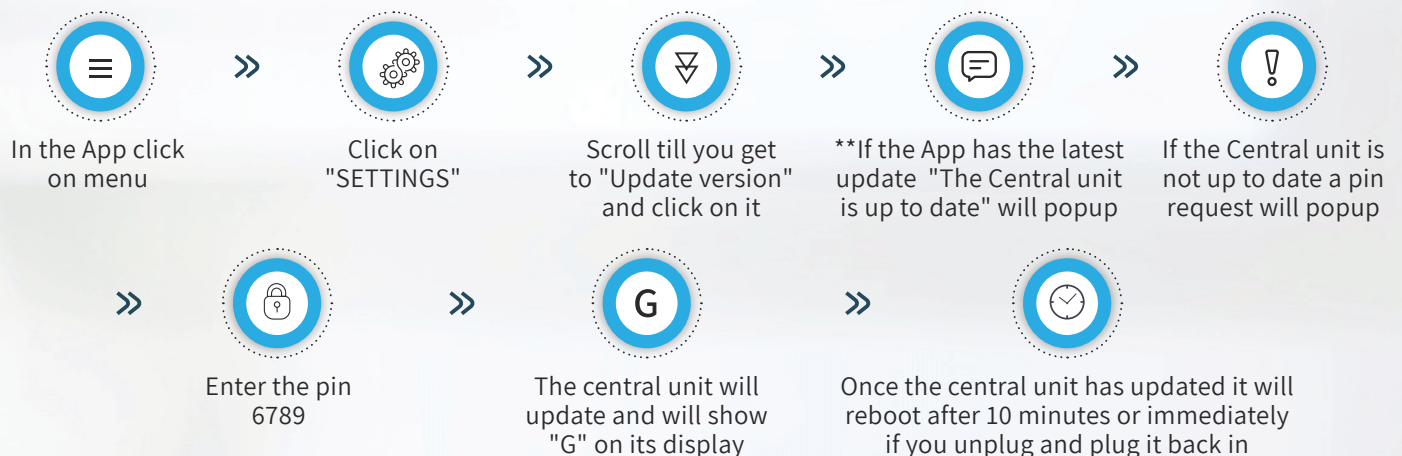 In the App click
on menu
Click on
"SETTINGS"
Scroll till you get
to "Update version"
and click on it
**If the App has the latest
update "The Central unit
is up to date" will popup
If the Central unit is
not up to date a pin
request will popup
Enter the pin
6789
G
The central unit will
update and will show
"G" on its display
Once the central unit has updated it will
reboot after 10 minutes or immediately
if you unplug and plug it back in